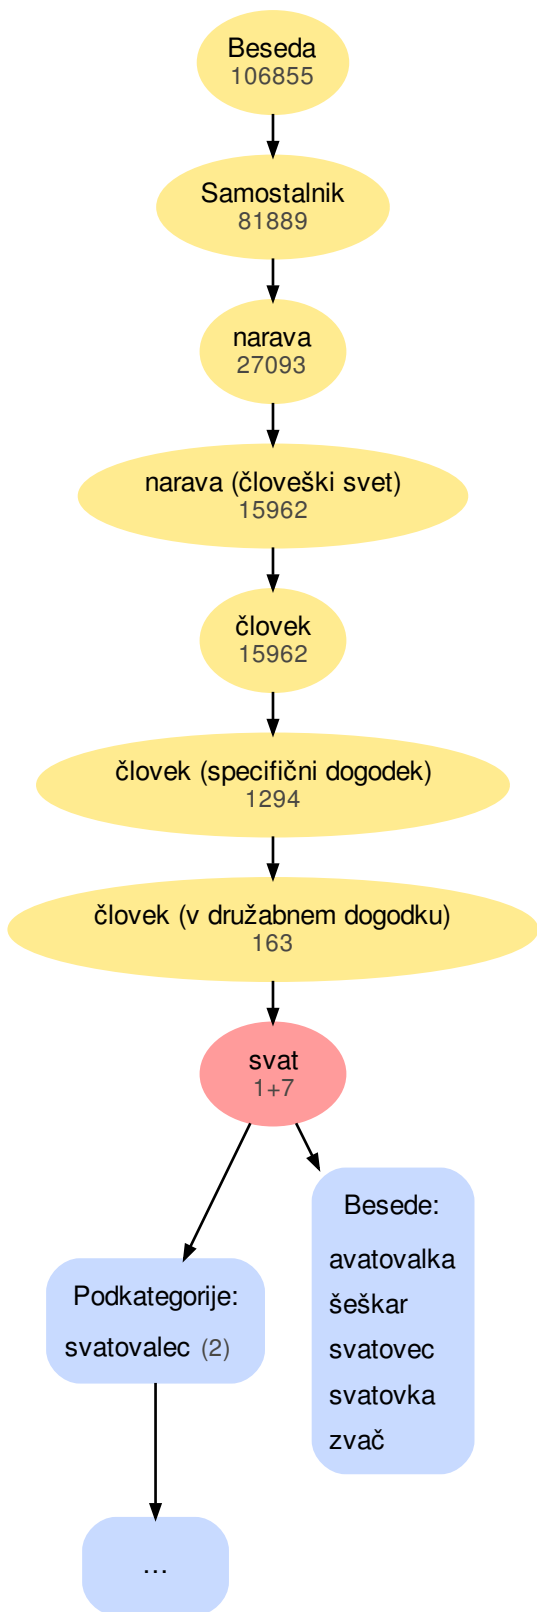 Beseda
106855
Samostalnik
81889
narava
27093
narava (človeški svet)
15962
človek
15962
človek (specifični dogodek)
1294
človek (v družabnem dogodku)
163
svat
1+7
Podkategorije:
svatovalec (2)
Besede:
avatovalka
šeškar
svatovec
svatovka
zvač
...